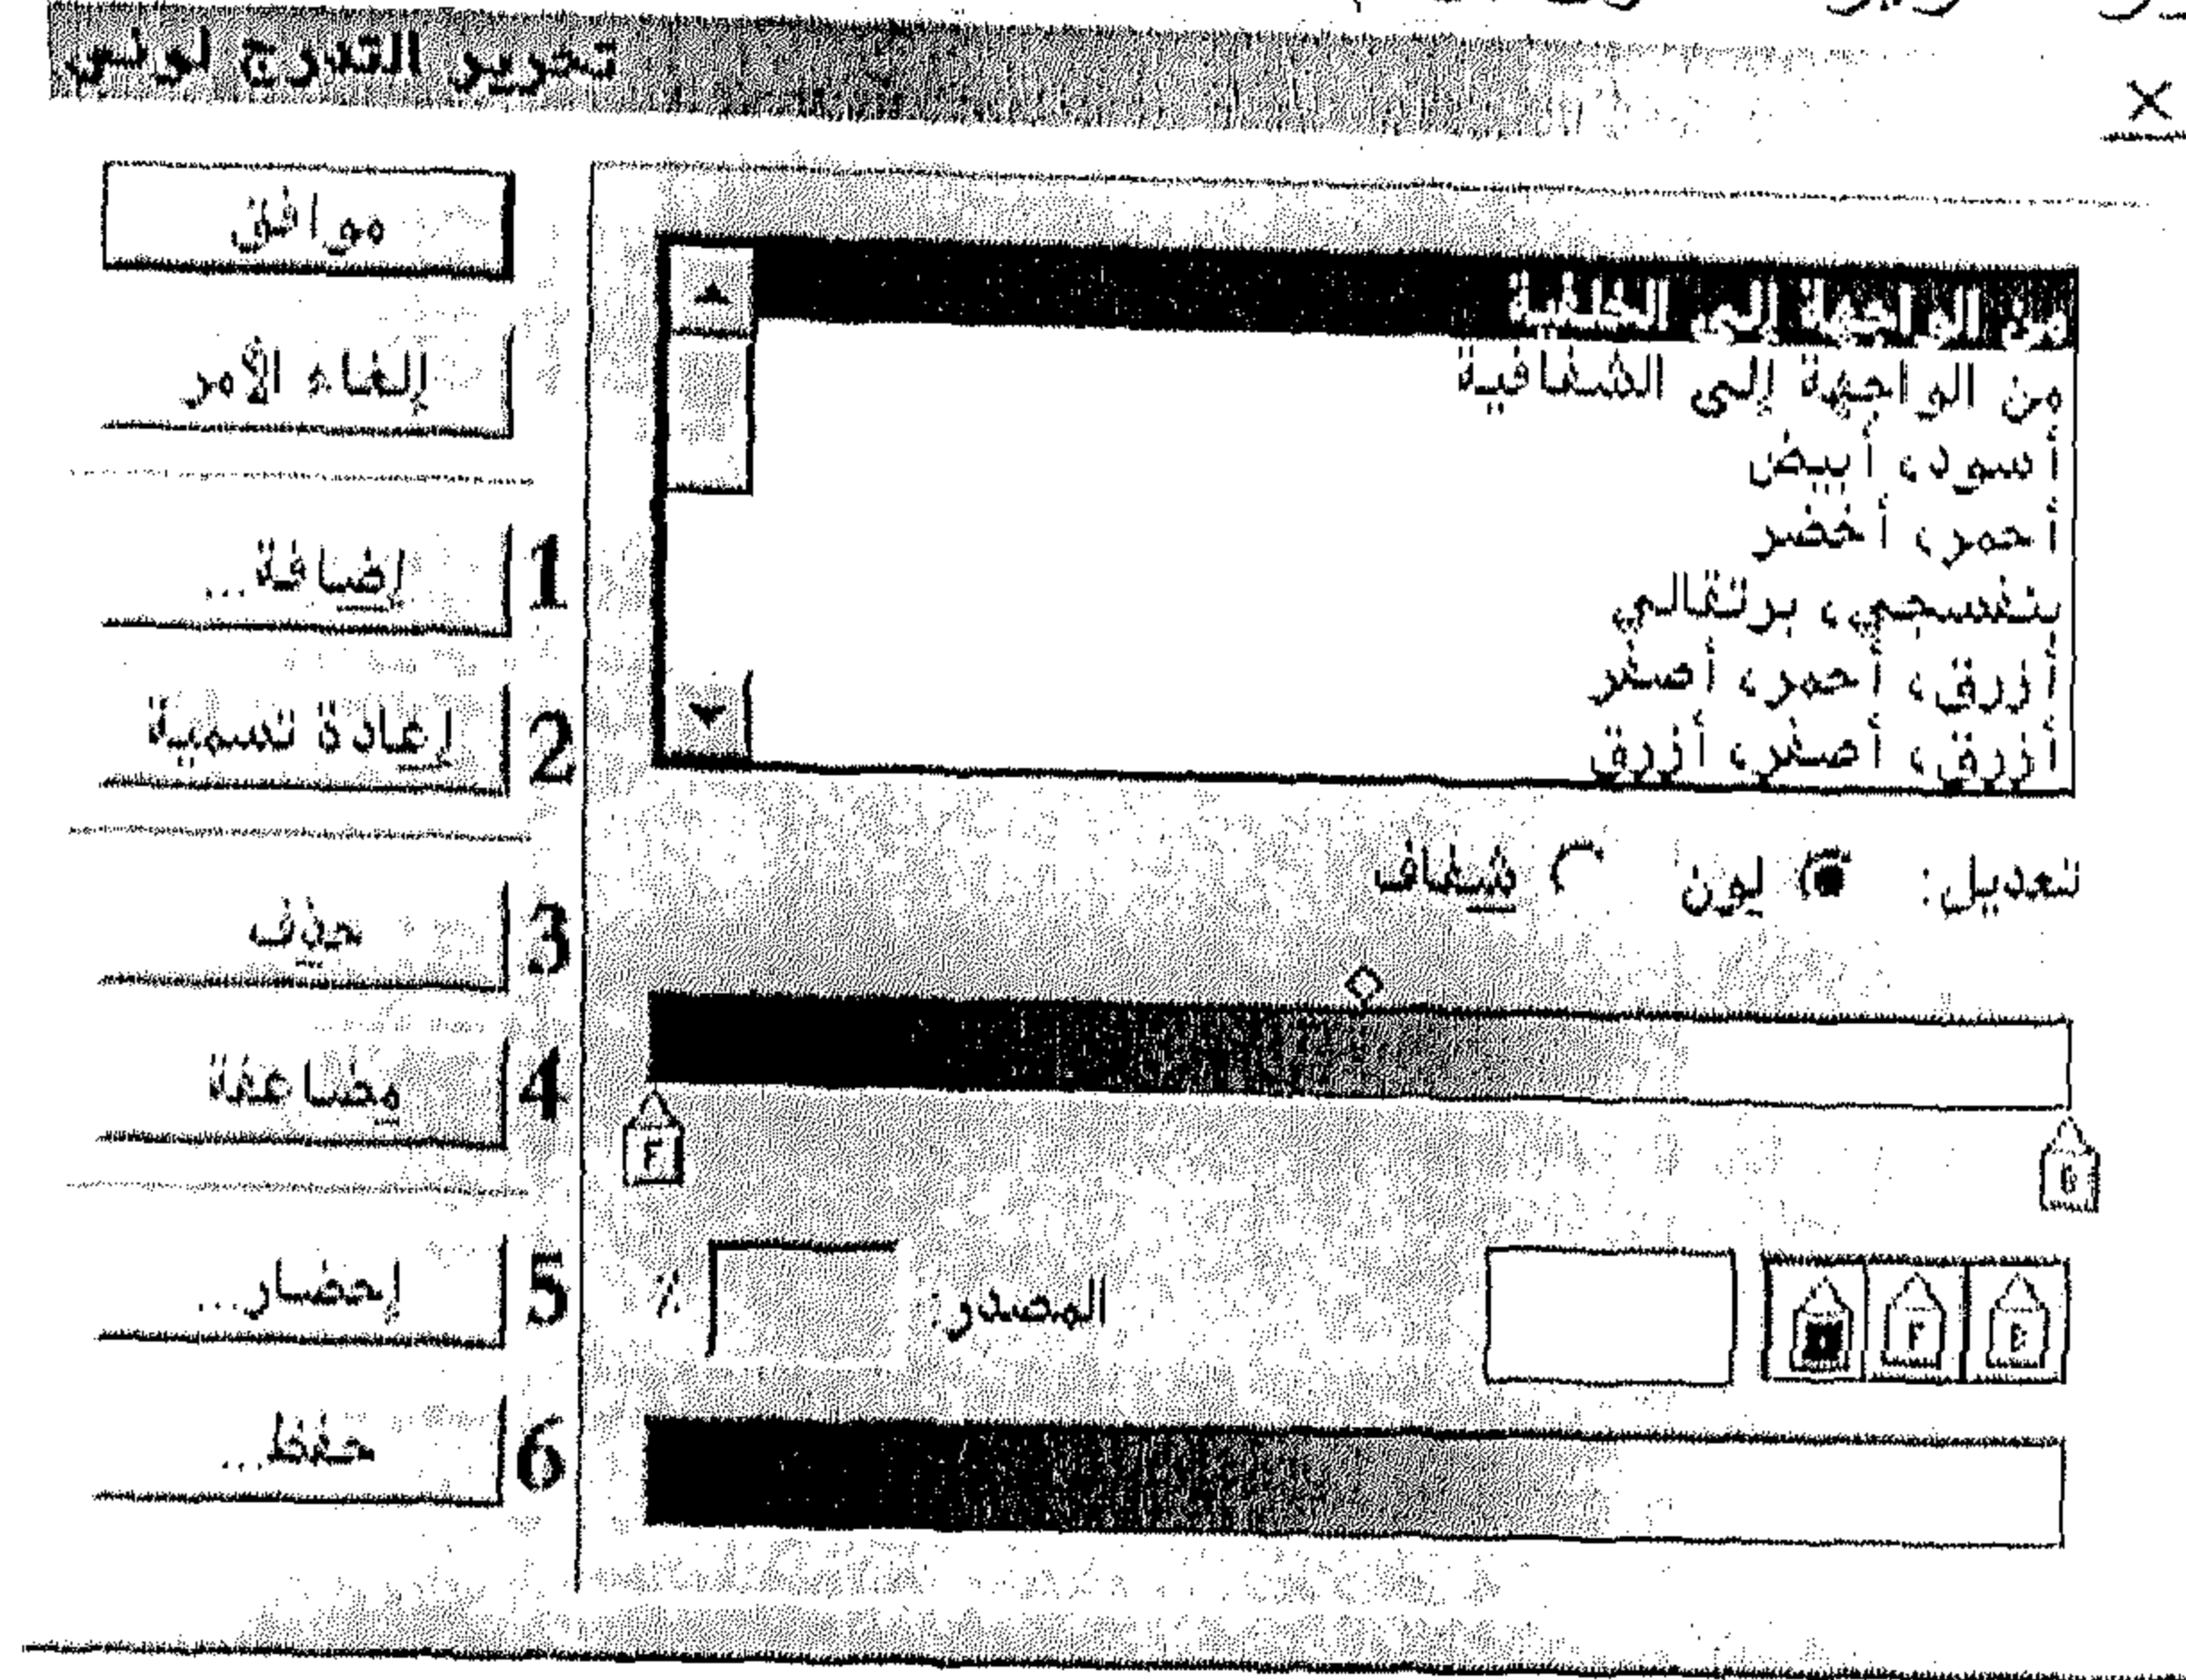 تحرير التدرج لوني
×
من الواجهة إلى الخلفية
من الواجهة إلى الشفافية
أسود، أبيض
أحمر، أخضر
بنفسجي، برتقالي
أزرق، أحمر، أصفر
أزرق، أصفر، أزرق
تعديل: لون شفاف
F
B
المصدر: %
F B
موافق
إلغاء الأمر
1 إضافة...
2 إعادة تسمية
3 حذف
4 مضاعفة
5 إحضار...
6 حفظ...